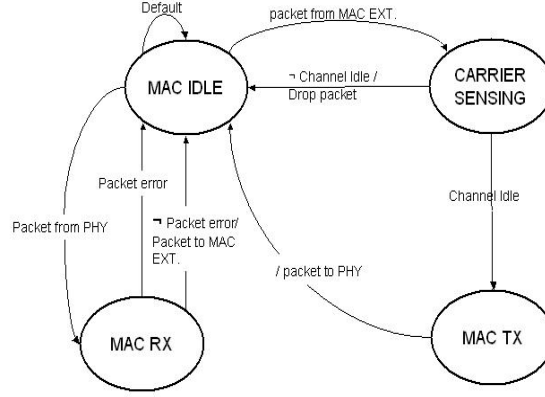 Default
packet from MAC EXT.
MAC IDLE
¬ Channel Idle /
Drop packet
CARRIER
SENSING
Packet error
Channel Idle
Packet from PHY
¬ Packet error/
Packet to MAC
EXT.
/ packet to PHY
MAC RX
MAC TX